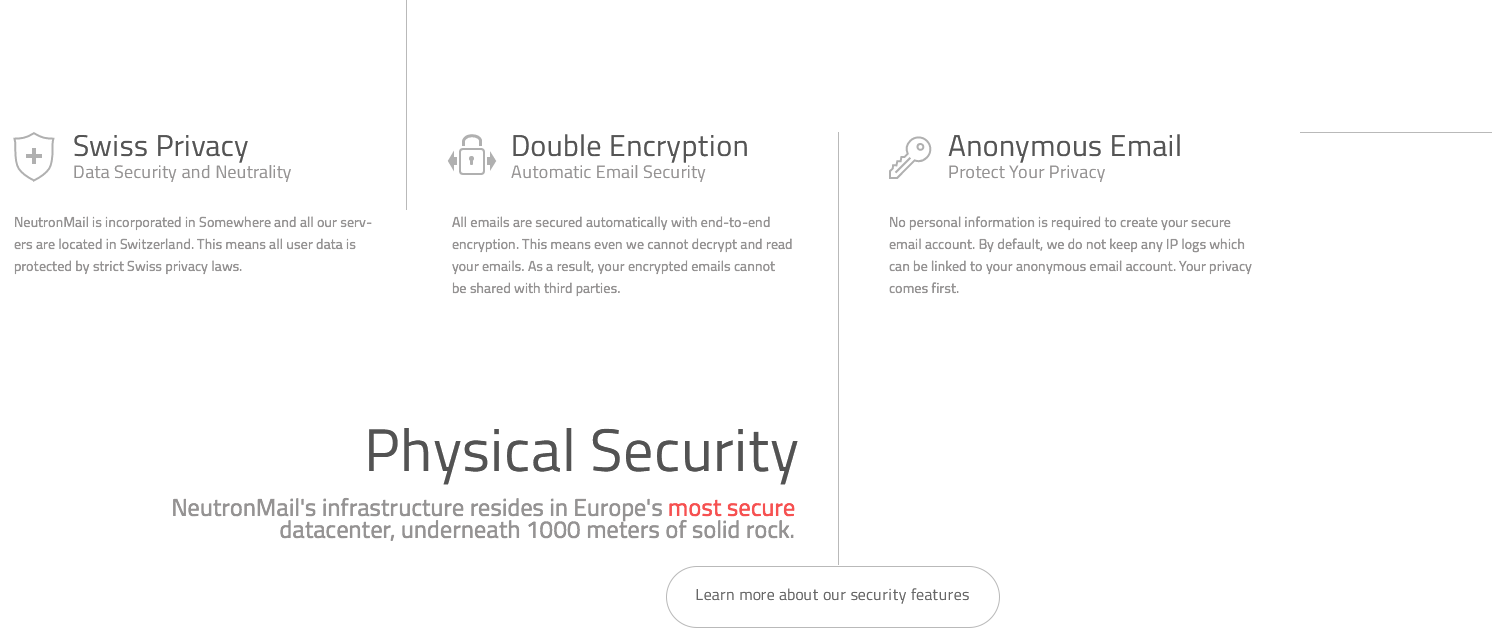 Swiss Privacy
Data Security and Neutrality
NeutronMail is incorporated in Somewhere and all our serv-
ers are located in Switzerland. This means all user data is
protected by strict Swiss privacy laws.
Double Encryption
Automatic Email Security
All emails are secured automatically with end-to-end
encryption. This means even we cannot decrypt and read
your emails. As a result, your encrypted emails cannot
be shared with third parties.
Anonymous Email
Protect Your Privacy
No personal information is required to create your secure
email account. By default, we do not keep any IP logs which
can be linked to your anonymous email account. Your privacy
comes first.
Physical Security
NeutronMail's infrastructure resides in Europe's most secure
datacenter, underneath 1000 meters of solid rock.
Learn more about our security features